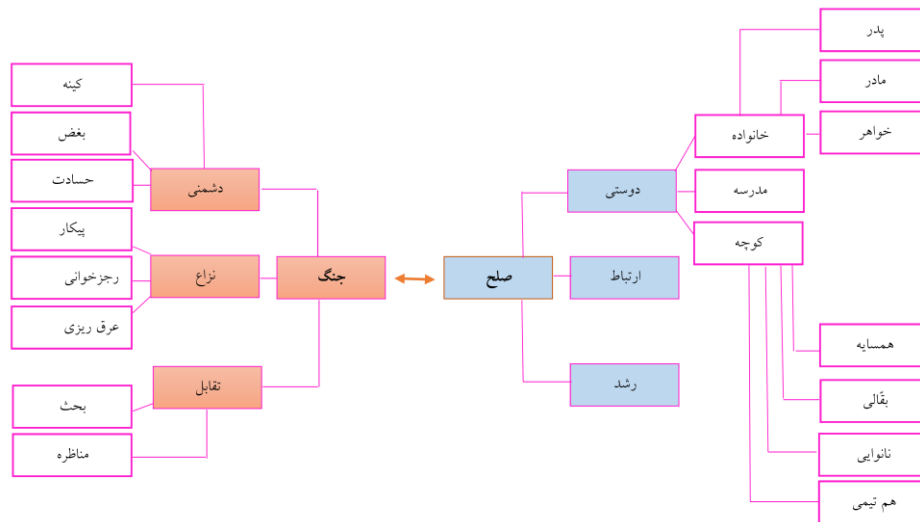 پدر
مادر
خواهر
خانواده
مدرسه
کوچه
همسایه
بقّالی
نانوایی
هم تیمی
دوستی
ارتباط
رشد
صلح
جنگ
دشمنی
نزاع
تقابل
کینه
بغض
حسادت
پیکار
رجزخوانی
عرق ریزی
بحث
مناظره